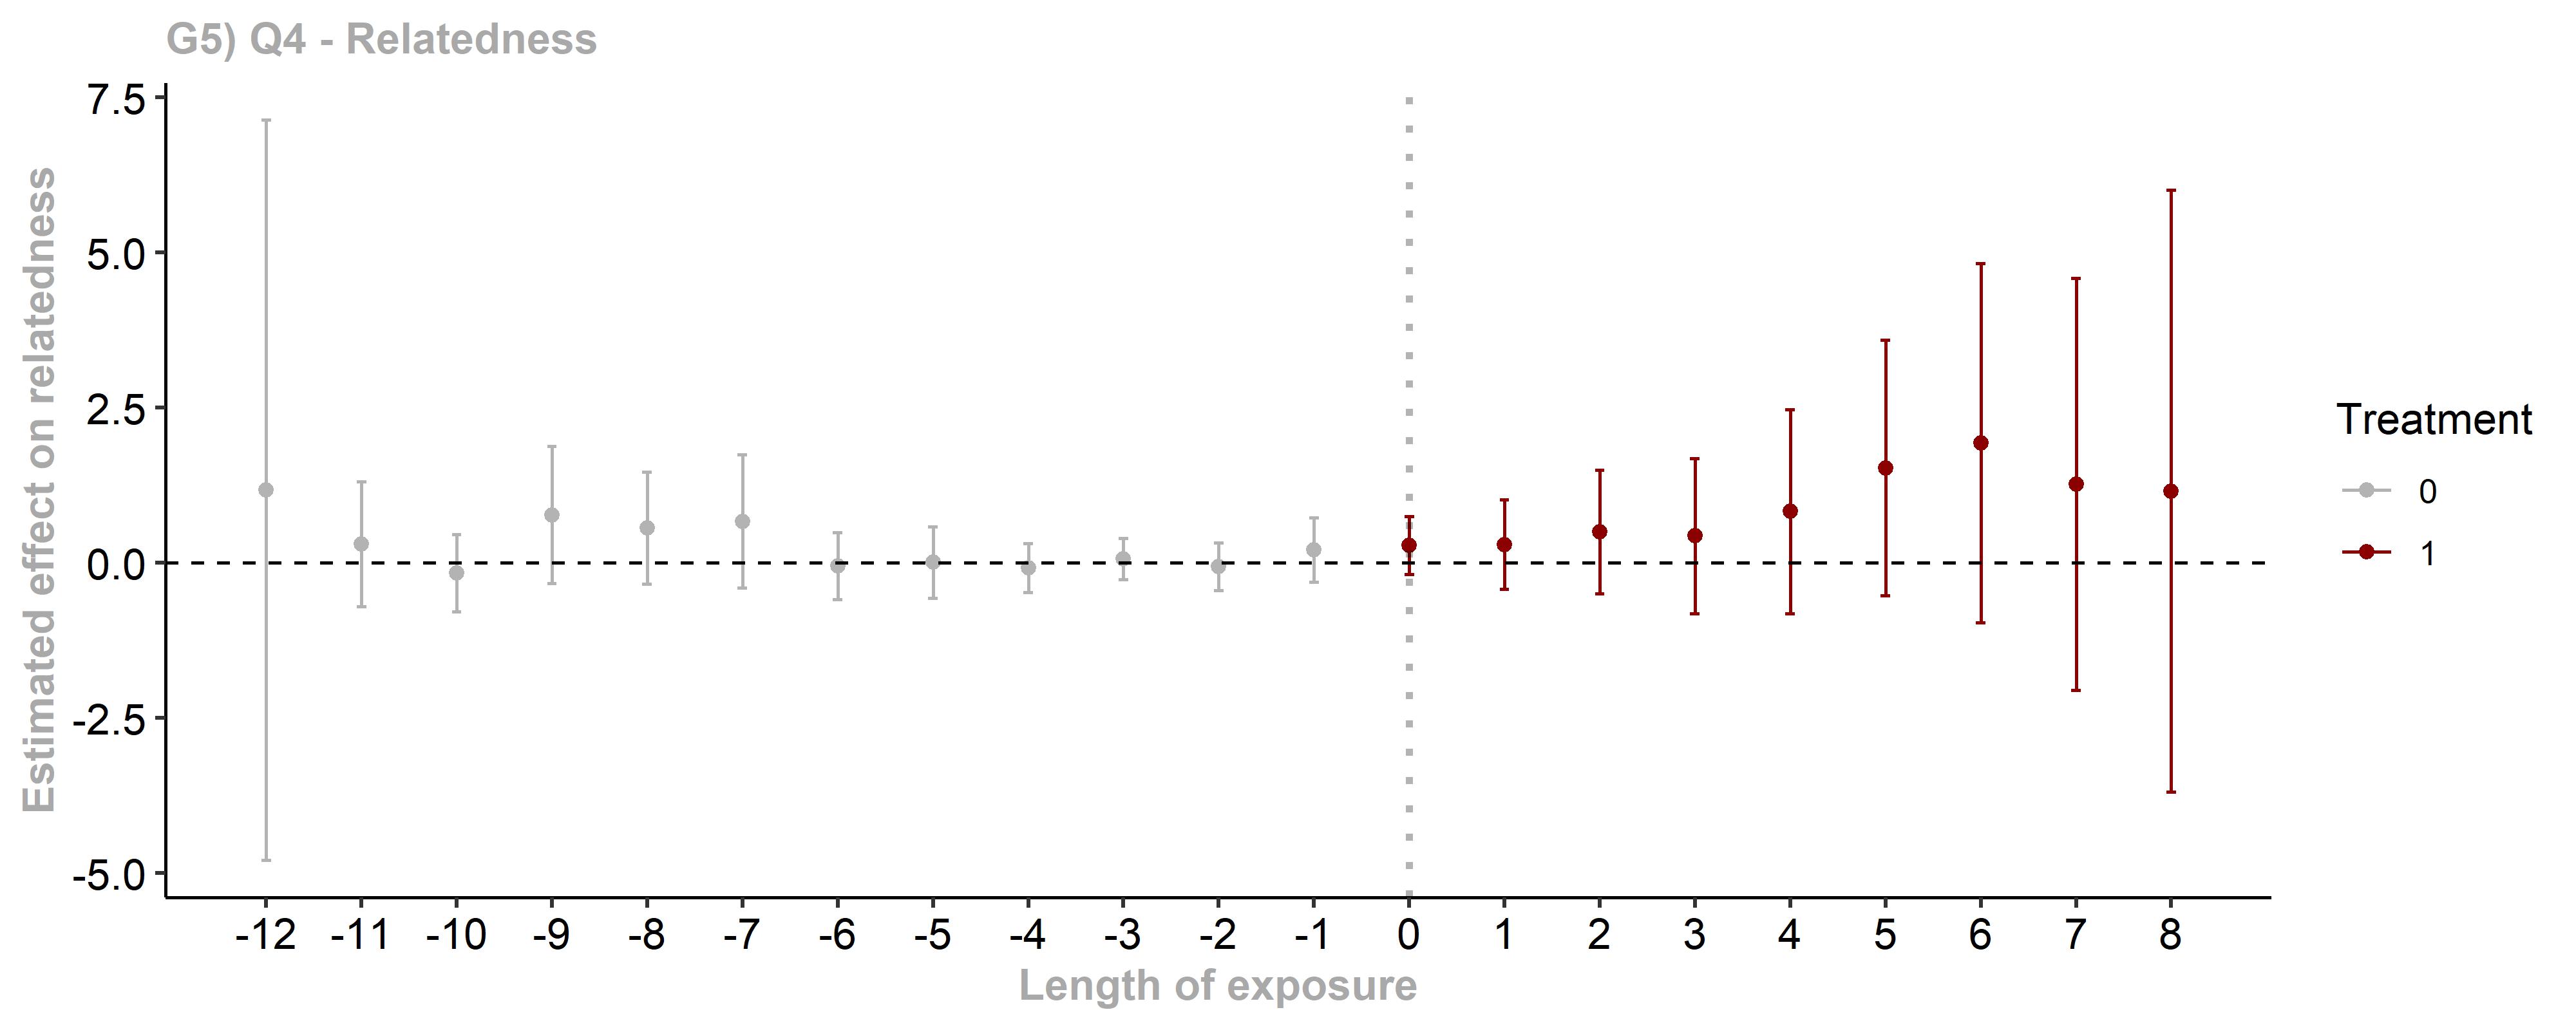 G5) Q4 - Relatedness
Estimated effect on relatedness
7.5
5.0
2.5
0.0
-2.5
-5.0
-12 -11 -10 -9 -8 -7 -6 -5 -4 -3 -2 -1 0 1 2 3 4 5 6 7 8
Length of exposure
Treatment
0
1